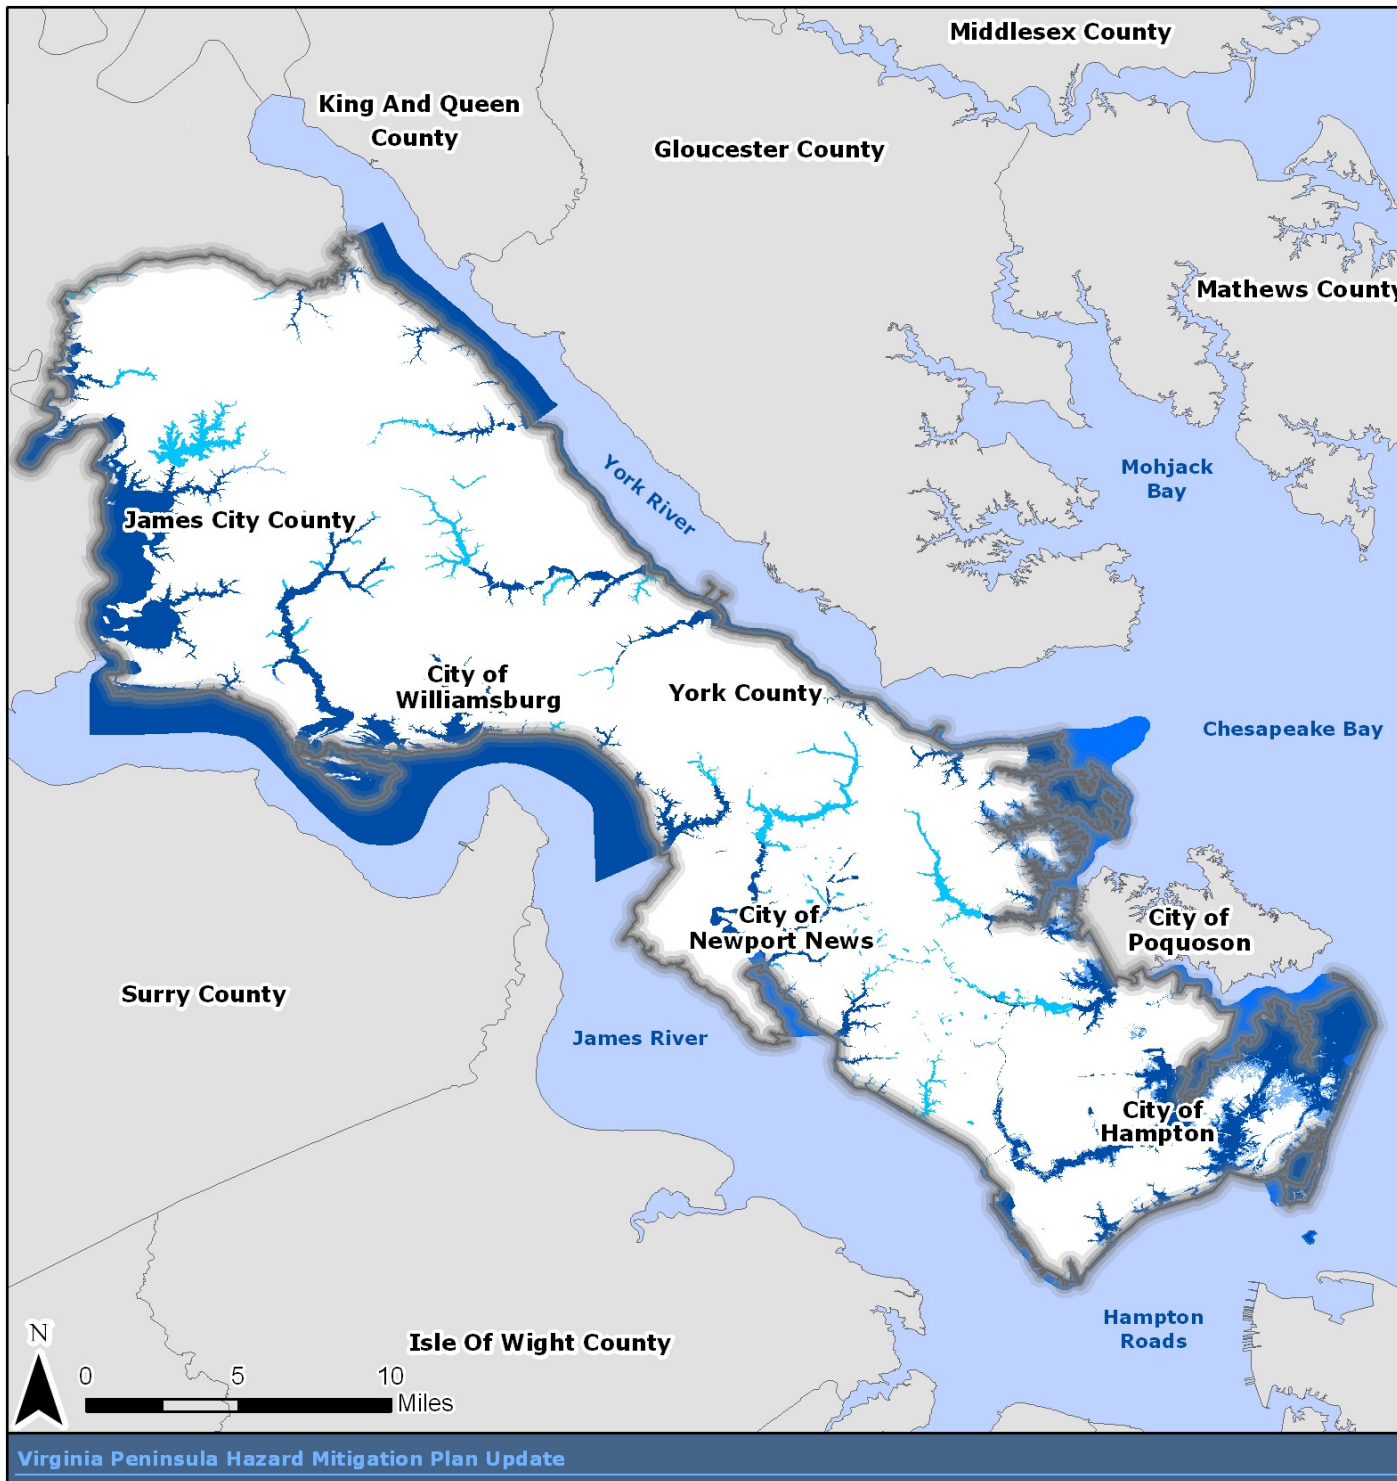 Middlesex County
King And Queen
County
Gloucester County
Mathews County
Mohjack
Bay
York River
James City County
City of
Williamsburg
York County
Chesapeake Bay
City of
Newport News
City of
Poquoson
Surry County
James River
City of
Hampton
Hampton
Roads
Isle Of Wight County
N
0 5 10
Miles
Virginia Peninsula Hazard Mitigation Plan Update